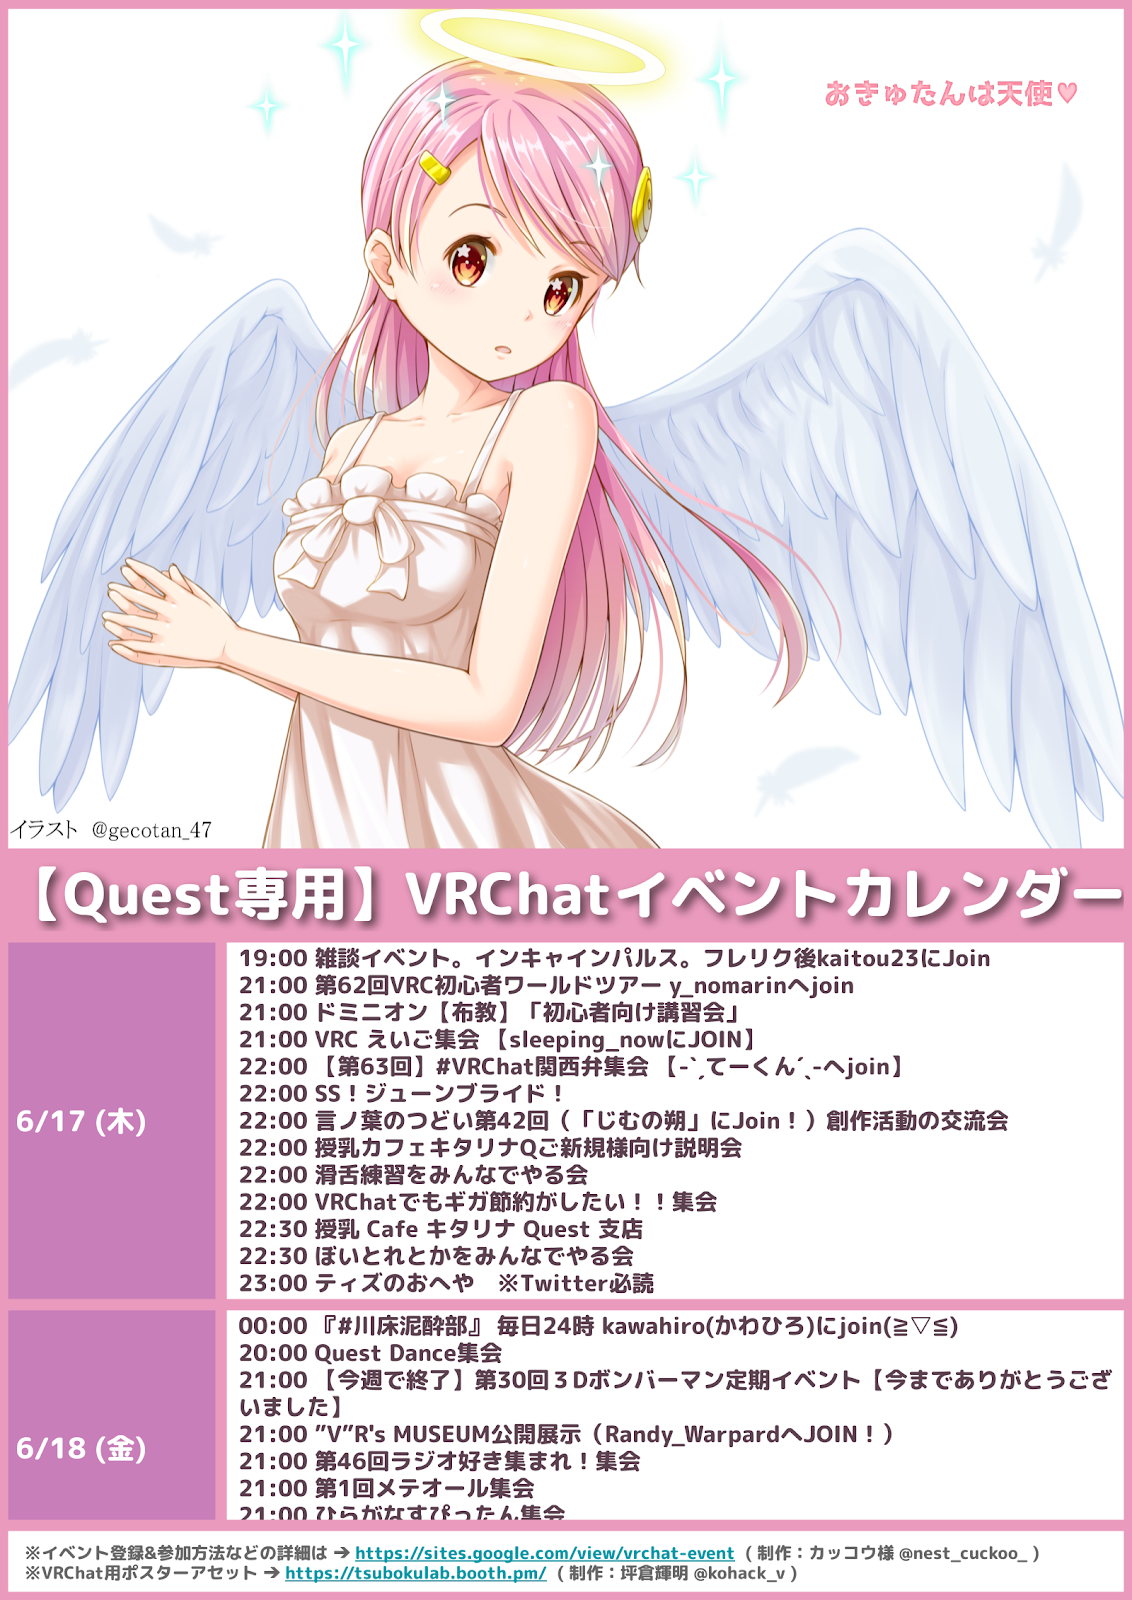 おきゅたんは天使♥
イラスト @gecotan_47
【Quest専用】VRChatイベントカレンダー
6/17 (木)
19:00 雑談イベント。インキャインパルス。フレリク後kaitou23にJoin
21:00 第62回VRC初心者ワールドツアー y_nomarinへjoin
21:00 ドミニオン【布教】「初心者向け講習会」
21:00 VRC えいご集会 【sleeping_nowにJOIN】
22:00 【第63回】#VRChat関西弁集会 【-ˋˏてーくんˊˎ-へjoin】
22:00 SS！ジューンブライド！
22:00 言ノ葉のつどい第42回（「じむの朔」にJoin！）創作活動の交流会
22:00 授乳カフェキタリナQご新規様向け説明会
22:00 滑舌練習をみんなでやる会
22:00 VRChatでもギガ節約がしたい！！集会
22:30 授乳 Cafe キタリナ Quest 支店
22:30 ぼいとれとかをみんなでやる会
23:00 ティズのおへや　※Twitter必読
6/18 (金)
00:00 『#川床泥酔部』 毎日24時 kawahiro(かわひろ)にjoin(≧▽≦)
20:00 Quest Dance集会
21:00 【今週で終了】第30回３Dボンバーマン定期イベント【今までありがとうござ
いました】
21:00 ”V”R's MUSEUM公開展示（Randy_WarpardへJOIN！）
21:00 第46回ラジオ好き集まれ！集会
21:00 第1回メテオール集会
21:00 ひらがなすぴったん集会
※イベント登録&参加方法などの詳細は → https://sites.google.com/view/vrchat-event （ 制作：カッコウ様 @nest_cuckoo_ ）
※VRChat用ポスターアセット → https://tsubokulab.booth.pm/ （ 制作：坪倉輝明 @kohack_v ）